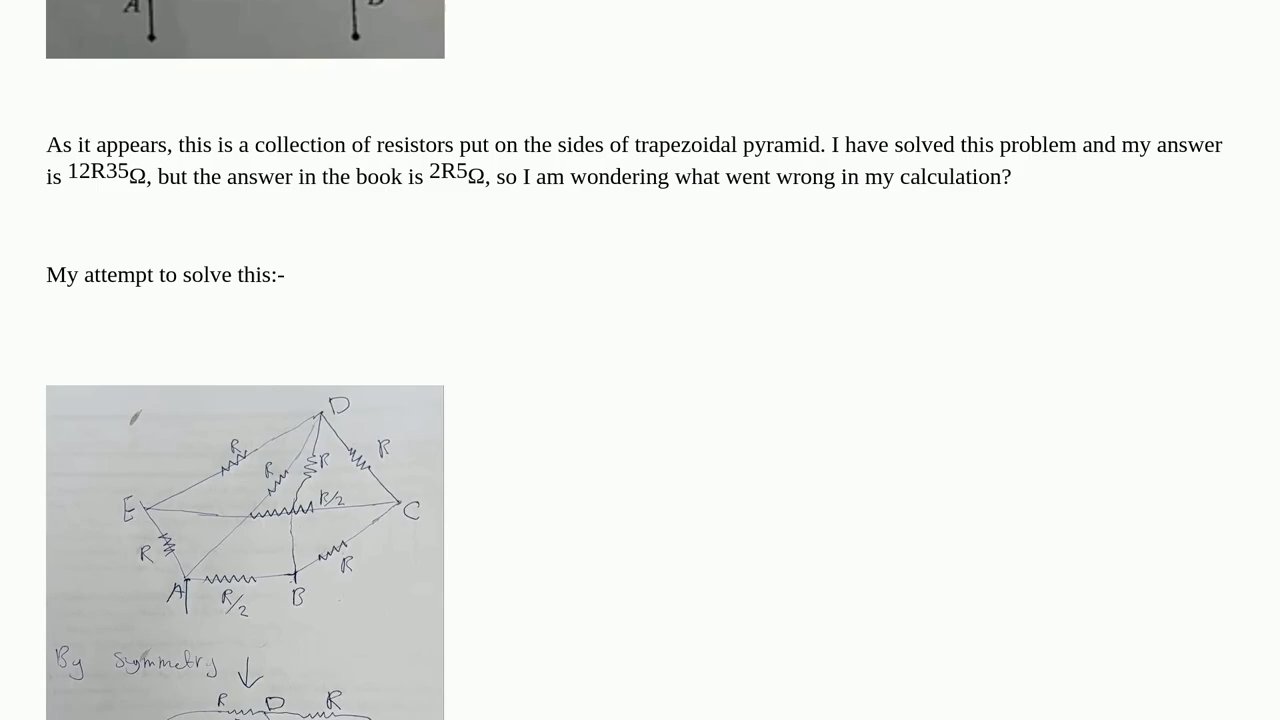 A B
As it appears, this is a collection of resistors put on the sides of trapezoidal pyramid. I have solved this problem and my answer
is 12R35Ω, but the answer in the book is 2R5Ω, so I am wondering what went wrong in my calculation?
My attempt to solve this:-
D
R R
R R
R/2
E C
R R
A R/2 B
By Symmetry
R D R